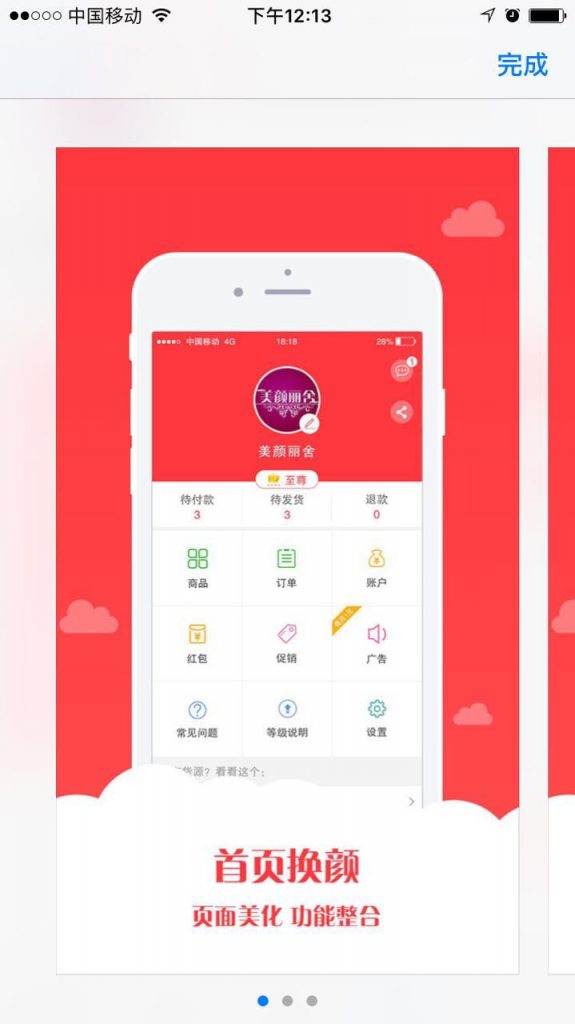 中国移动 下午12:13
完成
中国移动 4G 18:18 28%
1
美颜丽舍
美颜丽舍
至尊
待付款 待发货 退款
3 3 0
商品 订单 账户
红包 促销 广告
常见问题 等级说明 设置
货源？看看这个：
首页换颜
页面美化 功能整合